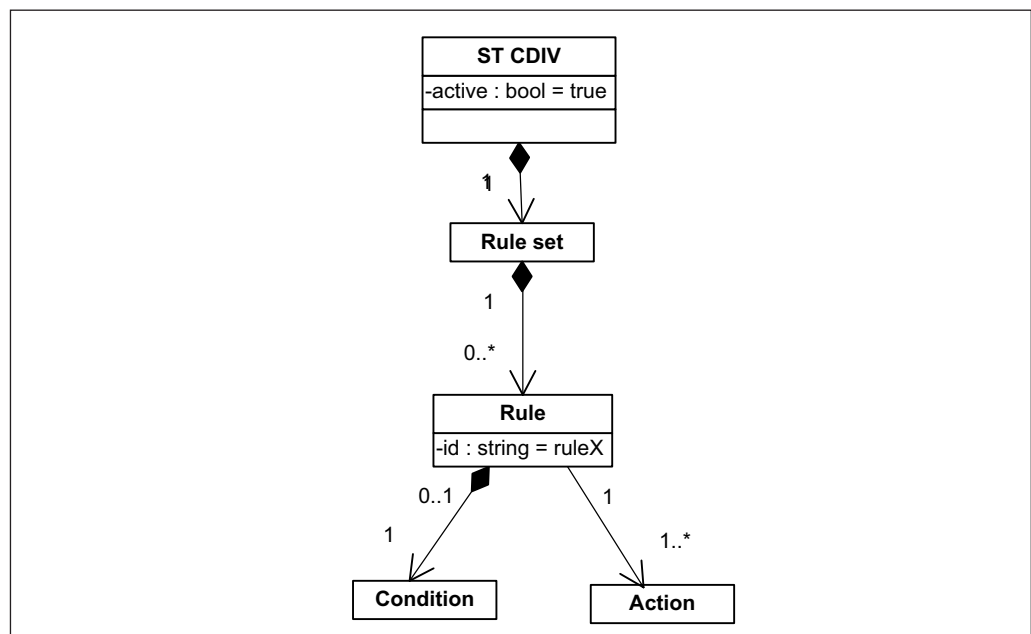 ST CDIV
-active : bool = true
1
1
Rule set
1
0..*
Rule
-id : string = ruleX
0..1
1
1
1..*
Condition
Action